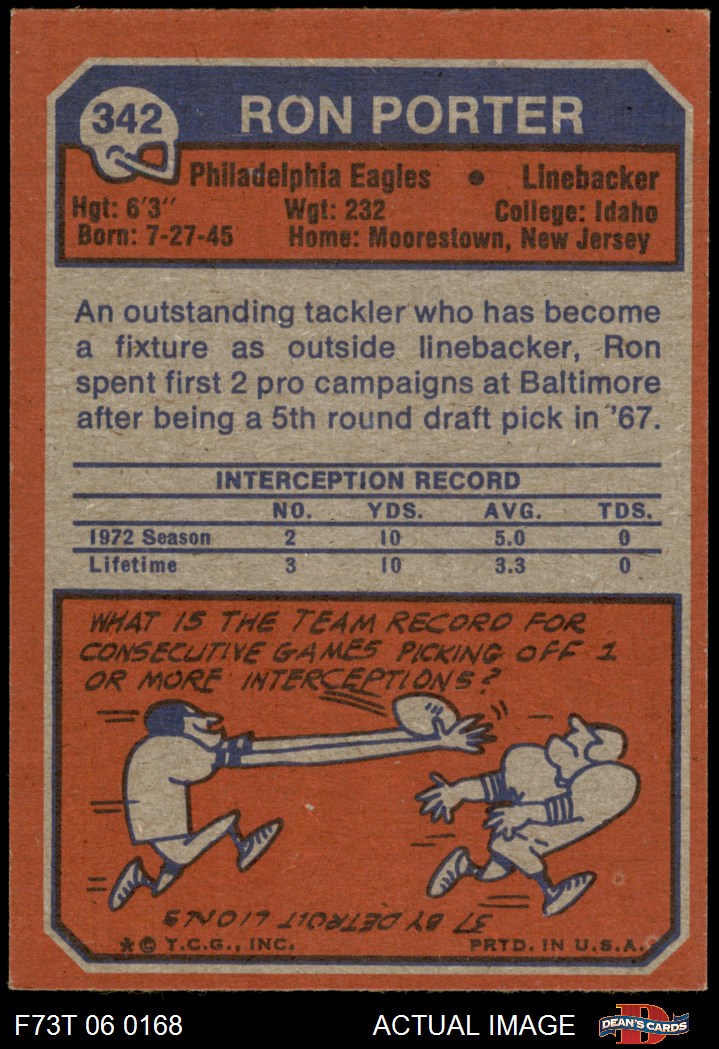 342
RON PORTER
Philadelphia Eagles • Linebacker
Hgt: 6'3" Wgt: 232 College: Idaho
Born: 7-27-45 Home: Moorestown, New Jersey
An outstanding tackler who has become
a fixture as outside linebacker, Ron
spent first 2 pro campaigns at Baltimore
after being a 5th round draft pick in '67.
INTERCEPTION RECORD
NO. YDS. AVG. TDS.
1972 Season 2 10 5.0 0
Lifetime 3 10 3.3 0
WHAT IS THE TEAM RECORD FOR
CONSECUTIVE GAMES PICKING OFF 1
OR MORE INTERCEPTIONS?
37 BY DETROIT LIONS
* © T.C.G., INC. PRTD. IN U.S.A.
F73T 06 0168 ACTUAL IMAGE D DEAN'S CARDS